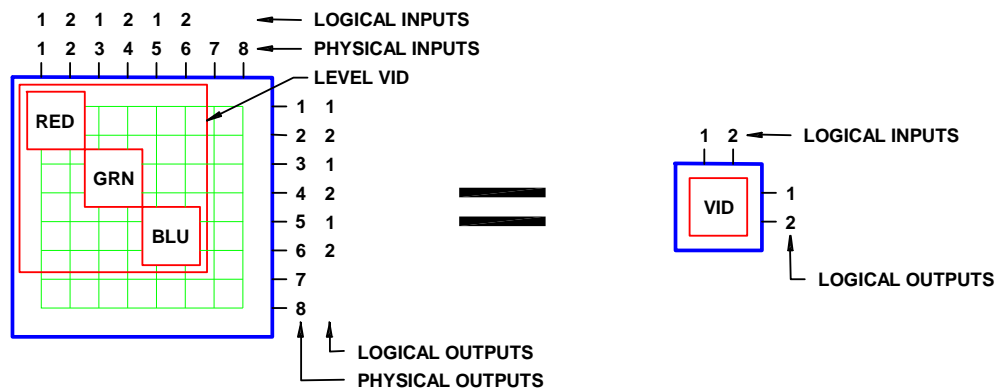 1 2 1 2 1 2 LOGICAL INPUTS
1 2 3 4 5 6 7 8 PHYSICAL INPUTS
LEVEL VID
RED
GRN
BLU
1 1
2 2
3 1
4 2
5 1
6 2
7
8
LOGICAL OUTPUTS
PHYSICAL OUTPUTS
1 2 LOGICAL INPUTS
VID
1
2
LOGICAL OUTPUTS